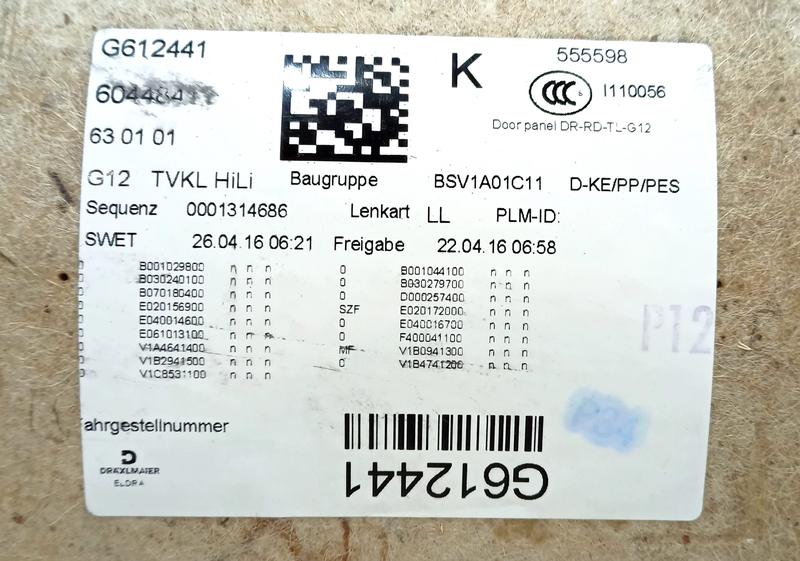 G612441
K
555598
CCC
I110056
63 01 01
Door panel DR-RD-TL-G12
G12 TVKL HiLi Baugruppe BSV1A01C11 D-KE/PP/PES
Sequenz 0001314686 Lenkart LL PLM-ID:
SWET 26.04.16 06:21 Freigabe 22.04.16 06:58
B001029800 n n n 0 B001044100 n n n
B030240100 n n n 0 B030279700 n n n
B070180400 n n n 0 D000257400 n n n
E020156900 n n n SZF E020172000 n n n
E040014600 n n n 0 E040016700 n n n
E061013100 n n n 0 F400041100 n n n
V1A4641400 n n n MF V1B0941300 n n n
V1B2941500 n n n 0 V1B4741200 n n n
V1C8531100 n n n
P12
ahrgestellnummer
P34
DRÄXLMAIER
ELDRA
G612441